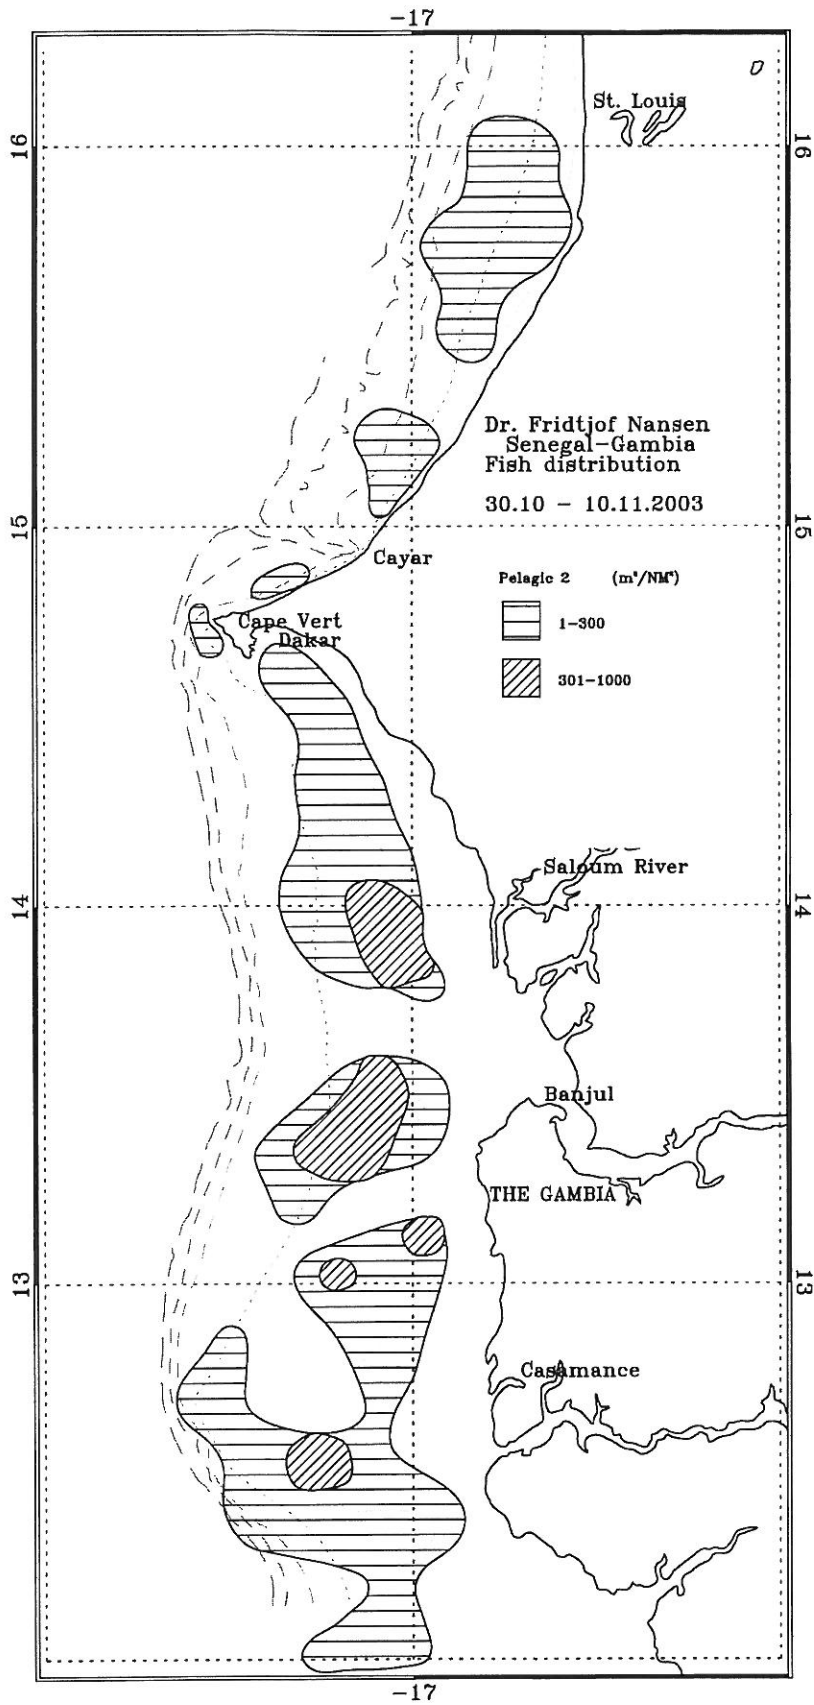 -17
St. Louis
16
16
Dr. Fridtjof Nansen
Senegal-Gambia
Fish distribution
30.10 - 10.11.2003
15
15
Cayar
Pelagic 2 (m²/NM²)
1-300
Cape Vert
Dakar
301-1000
Saloum River
14
14
Banjul
THE GAMBIA
13
13
Casamance
-17